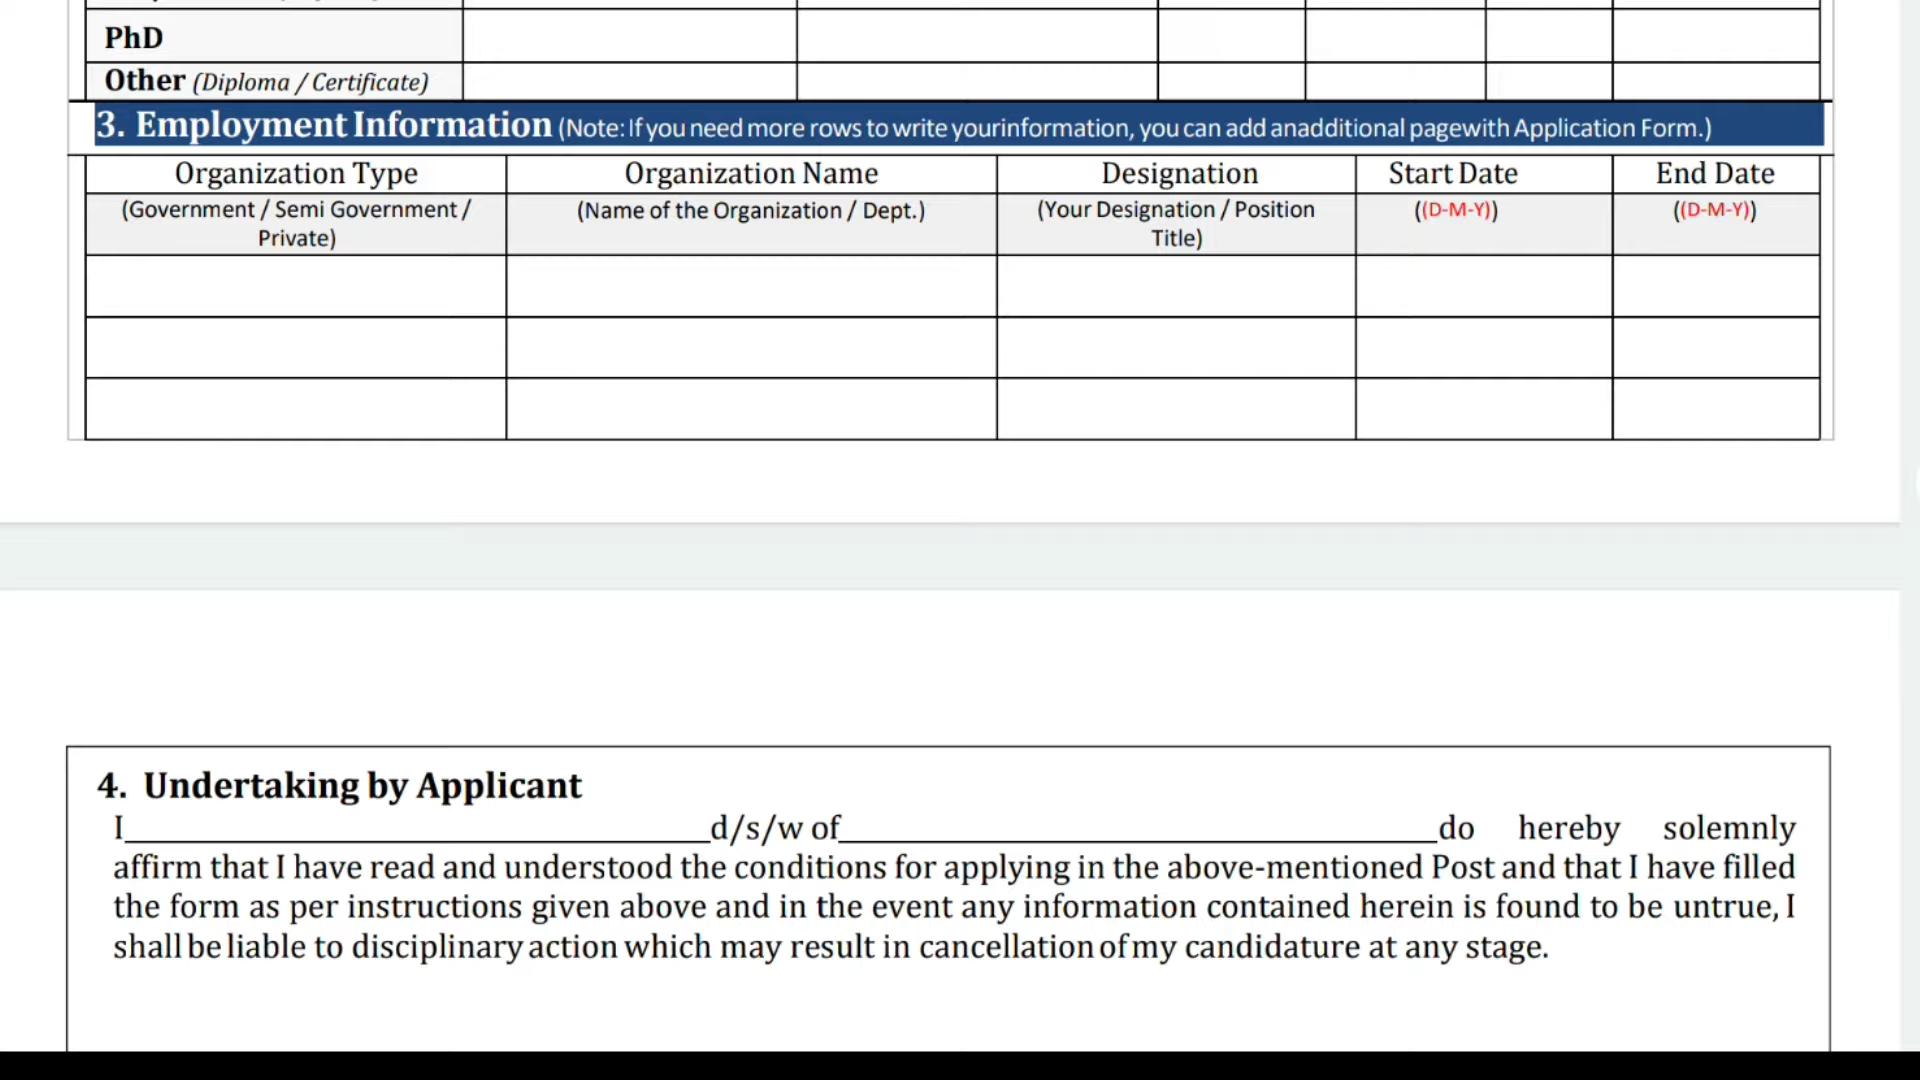 PhD
Other (Diploma / Certificate)
3. Employment Information (Note: If you need more rows to write yourinformation, you can add anadditional pagewith Application Form.)
Organization Type Organization Name Designation Start Date End Date
(Government / Semi Government / (Name of the Organization / Dept.) (Your Designation / Position ((D-M-Y)) ((D-M-Y))
Private) Title)
4. Undertaking by Applicant
I____________________d/s/w of____________________do hereby solemnly
affirm that I have read and understood the conditions for applying in the above-mentioned Post and that I have filled
the form as per instructions given above and in the event any information contained herein is found to be untrue, I
shall be liable to disciplinary action which may result in cancellation of my candidature at any stage.